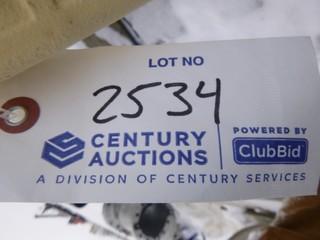 LOT NO
2534
CENTURY AUCTIONS
POWERED BY
ClubBid
A DIVISION OF CENTURY SERVICES